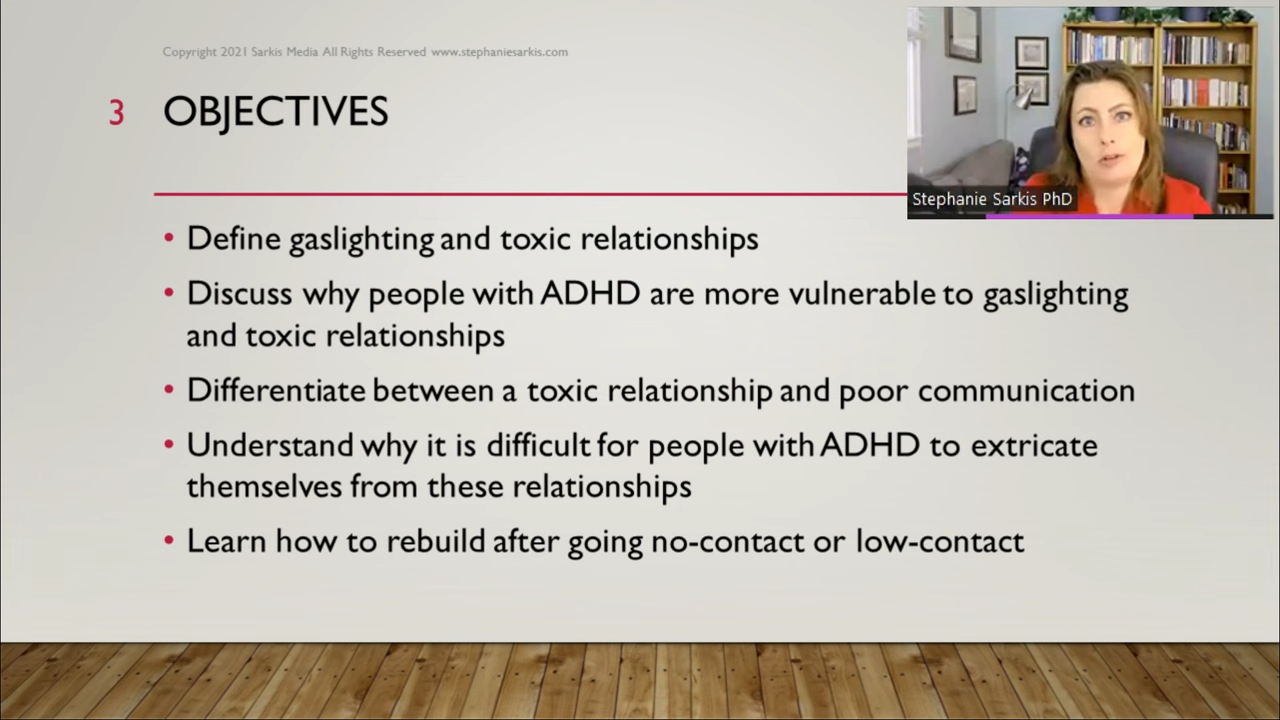 Copyright 2021 Sarkis Media All Rights Reserved www.stephaniesarkis.com
3 OBJECTIVES
Stephanie Sarkis PhD
• Define gaslighting and toxic relationships
• Discuss why people with ADHD are more vulnerable to gaslighting
and toxic relationships
• Differentiate between a toxic relationship and poor communication
• Understand why it is difficult for people with ADHD to extricate
themselves from these relationships
• Learn how to rebuild after going no-contact or low-contact